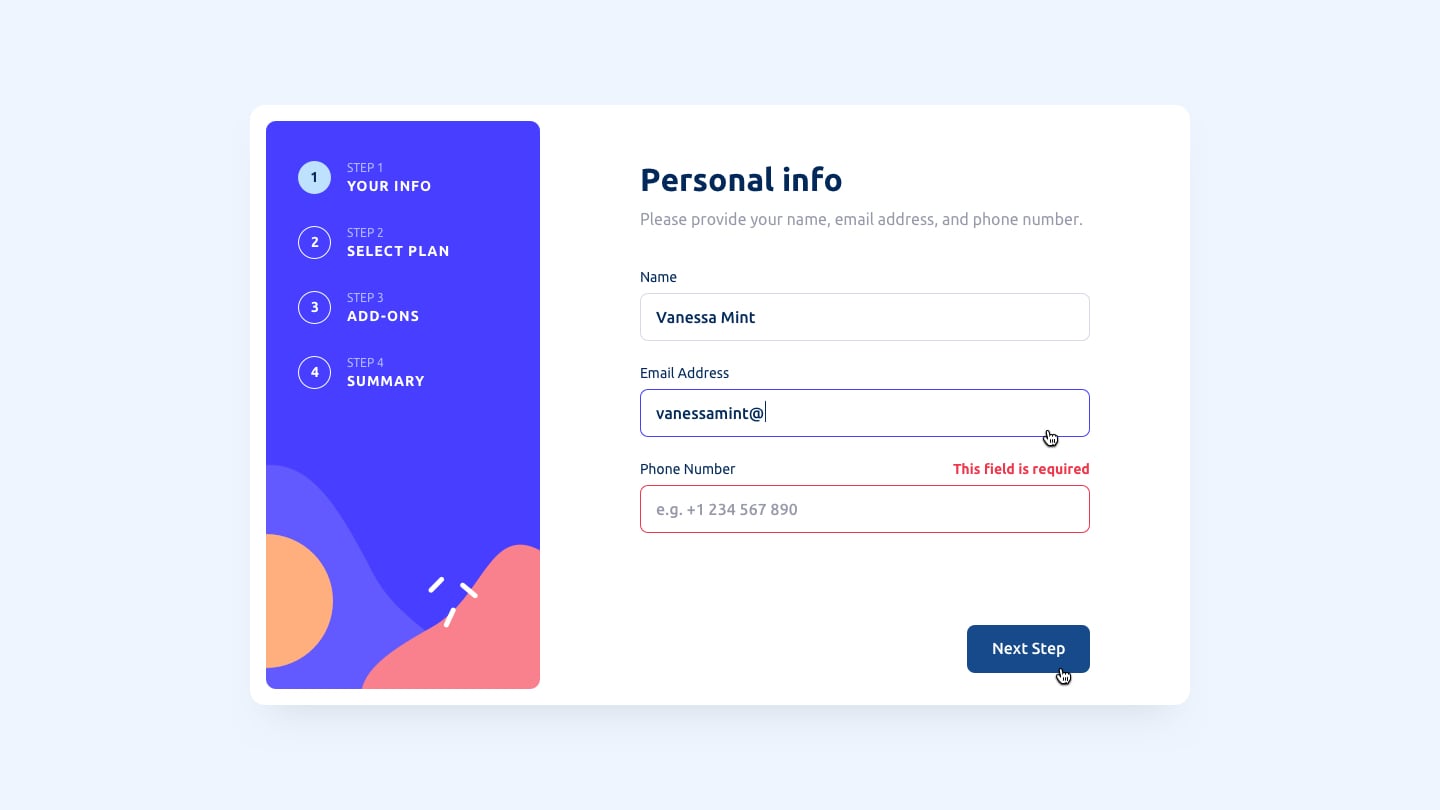 1
STEP 1
YOUR INFO
2
STEP 2
SELECT PLAN
3
STEP 3
ADD-ONS
4
STEP 4
SUMMARY
Personal info
Please provide your name, email address, and phone number.
Name
Vanessa Mint
Email Address
vanessamint@
Phone Number
This field is required
e.g. +1 234 567 890
Next Step